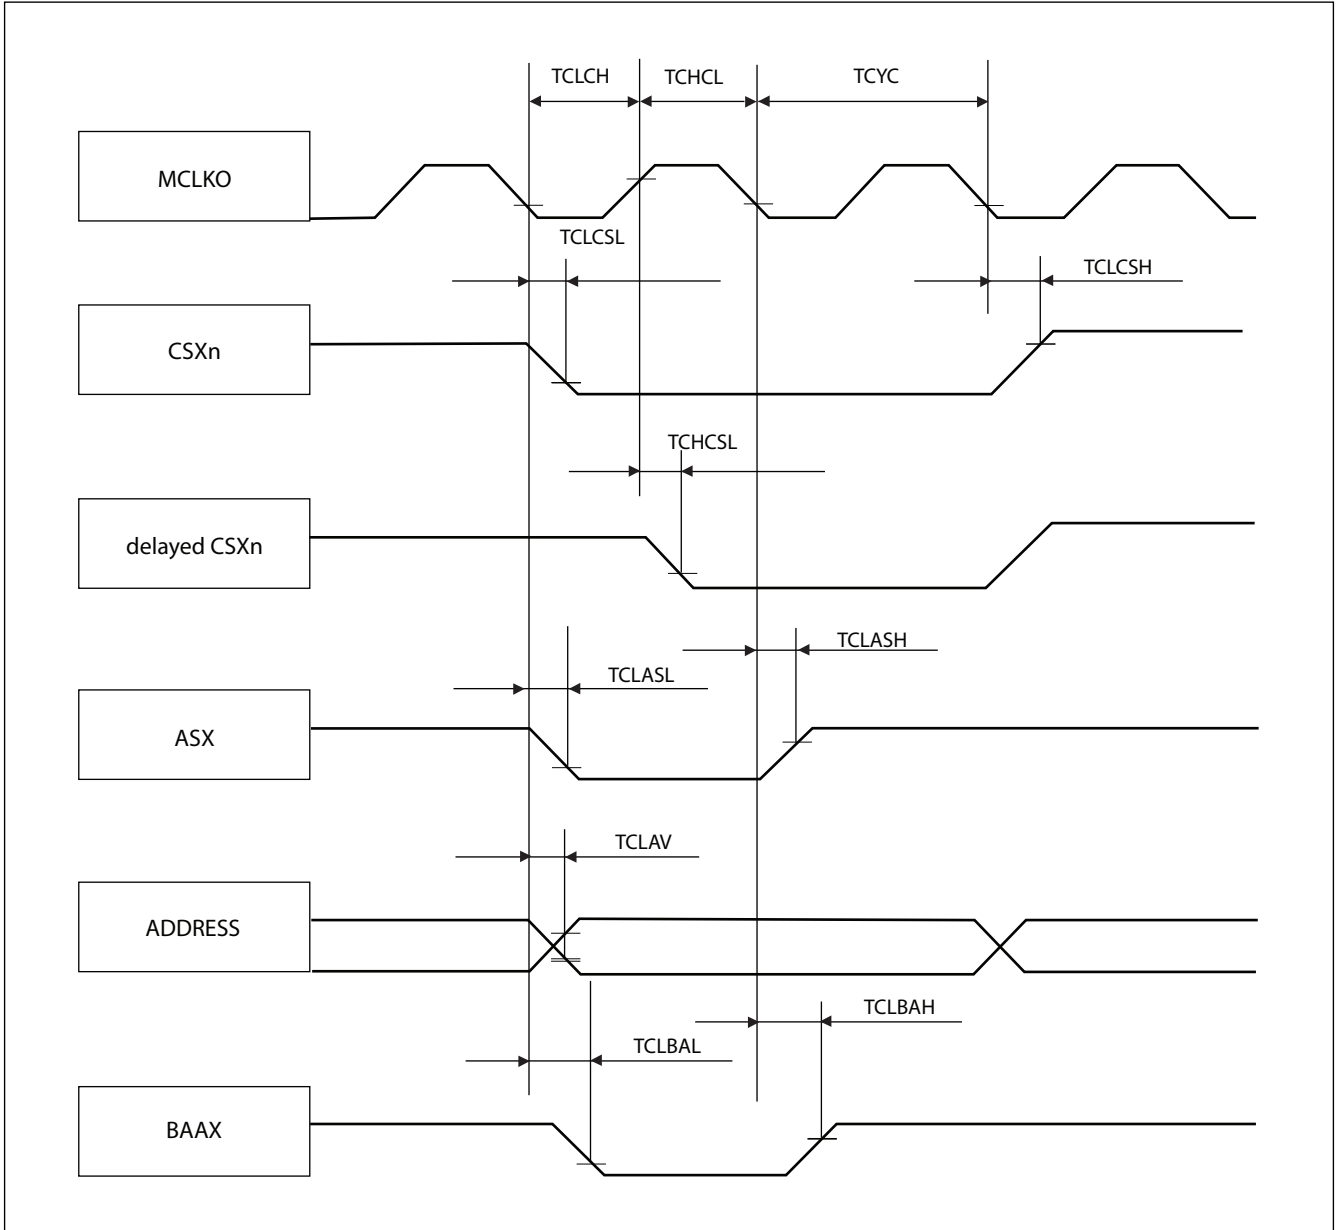 TCLCH
TCHCL
TCYC
MCLKO
TCLCSL
TCLCSH
CSXn
TCHCSL
delayed CSXn
TCLASH
TCLASL
ASX
TCLAV
ADDRESS
TCLBAH
TCLBAL
BAAX